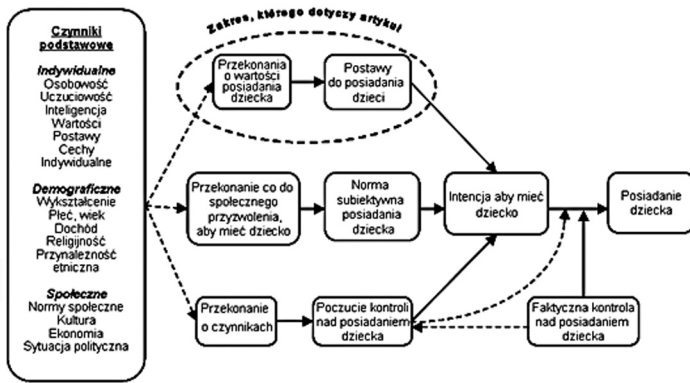 Czynniki
podstawowe
Indywidualne
Osobowość
Uczuciowość
Inteligencja
Wartości
Postawy
Cechy
Indywidualne
Demograficzne
Wykształcenie
Płeć, wiek
Dochód
Religijność
Przynależność
etniczna
Społeczne
Normy społeczne
Kultura
Ekonomia
Sytuacja polityczna
Zakres, którego dotyczy artykuł
Przekonania
o wartości
posiadania
dziecka
Postawy
do posiadania
dzieci
Przekonanie co do
społecznego
przyzwolenia,
aby mieć dziecko
Norma
subiektywna
posiadania
dziecka
Intencja aby mieć
dziecko
Posiadanie
dziecka
Przekonanie
o czynnikach
Poczucie kontroli
nad posiadaniem
dziecka
Faktyczna kontrola
nad posiadaniem
dziecka